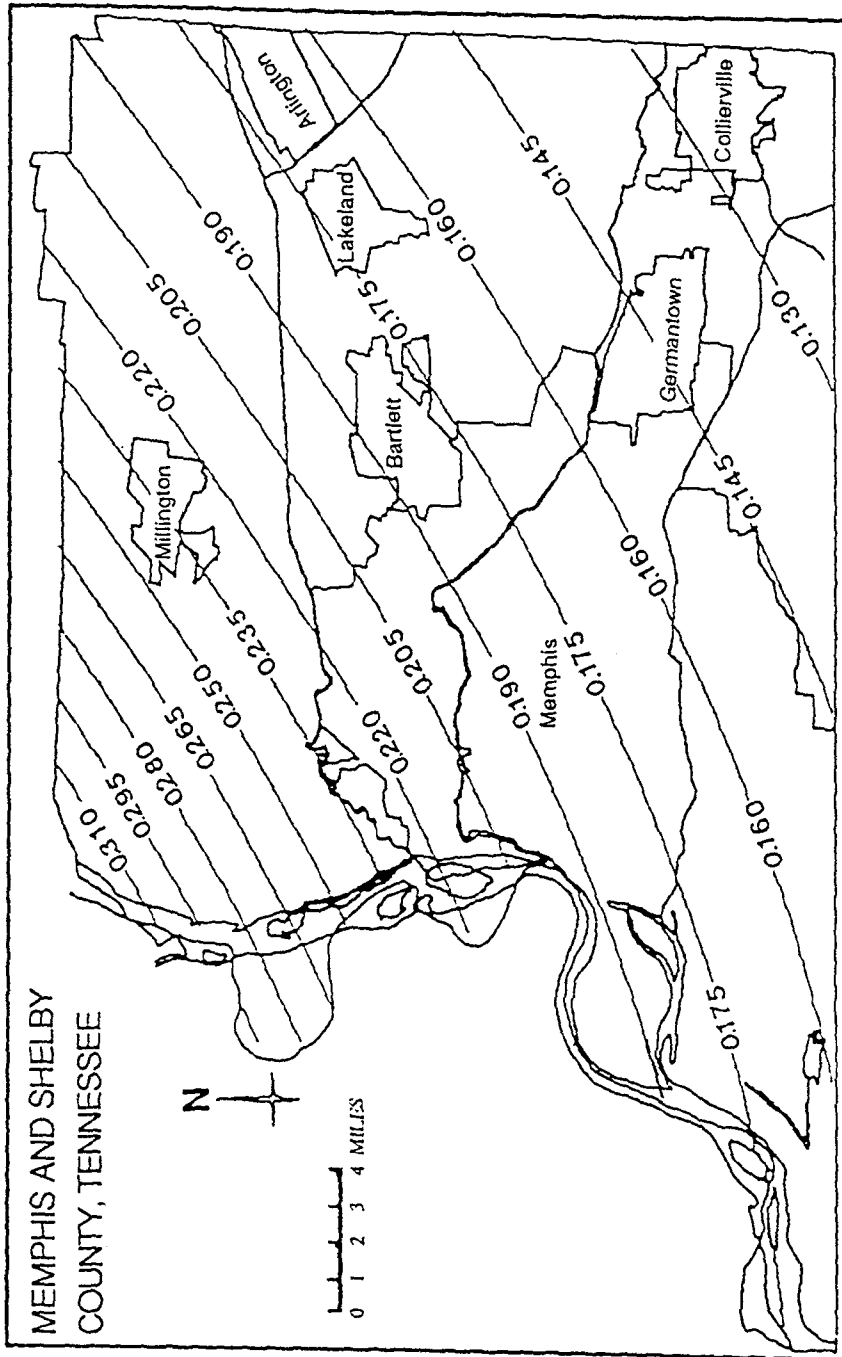 MEMPHIS AND SHELBY
COUNTY, TENNESSEE
N
0 1 2 3 4 MILES
0.310
0.295
0.280
0.265
0.250
0.235
0.220
0.205
0.190
0.220
0.205
0.190
0.175
0.175
0.160
0.160
0.145
0.175
0.160
0.145
0.130
Millington
Arlington
Lakeland
Bartlett
Memphis
Germantown
Collierville